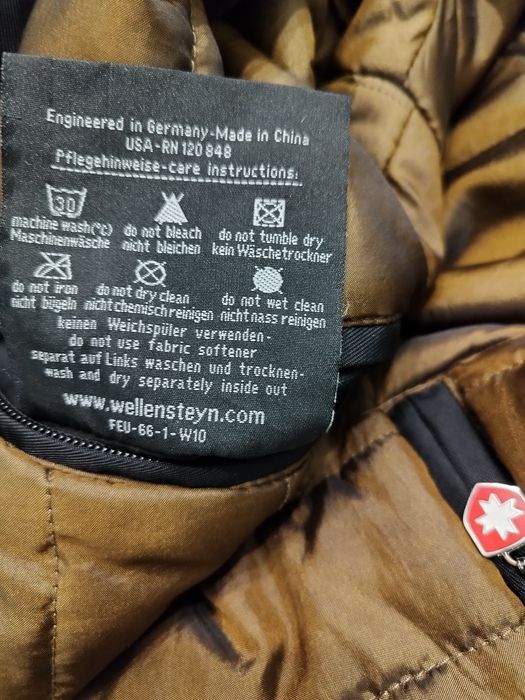 Engineered in Germany-Made in China
USA-RN 120 848
Pflegehinweise-care instructions:
30
machine wash(°C) do not bleach do not tumble dry
Maschinenwäsche nicht bleichen kein Wäschetrockner
do not iron do not dry clean do not wet clean
nicht bügeln nicht chemisch reinigen nicht nass reinigen
keinen Weichspüler verwenden-
do not use fabric softener
separat auf Links waschen und trocknen-
wash and dry separately inside out
www.wellensteyn.com
FEU-66-1-W10